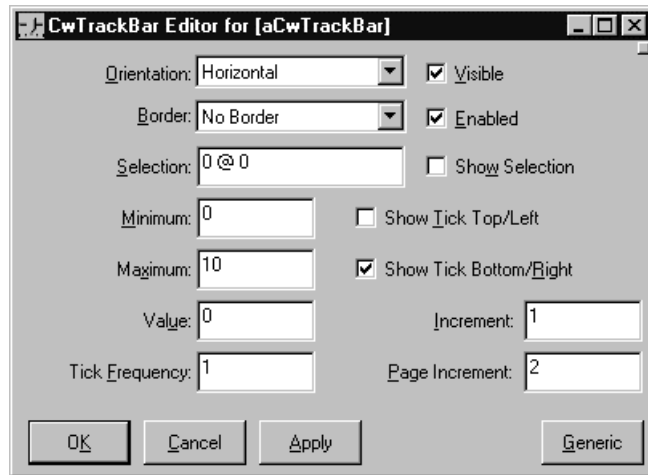 CwTrackBar Editor for [aCwTrackBar]
Orientation: Horizontal Visible
Border: No Border Enabled
Selection: 0 @ 0 Show Selection
Minimum: 0 Show Tick Top/Left
Maximum: 10 Show Tick Bottom/Right
Value: 0 Increment: 1
Tick Frequency: 1 Page Increment: 2
OK Cancel Apply Generic